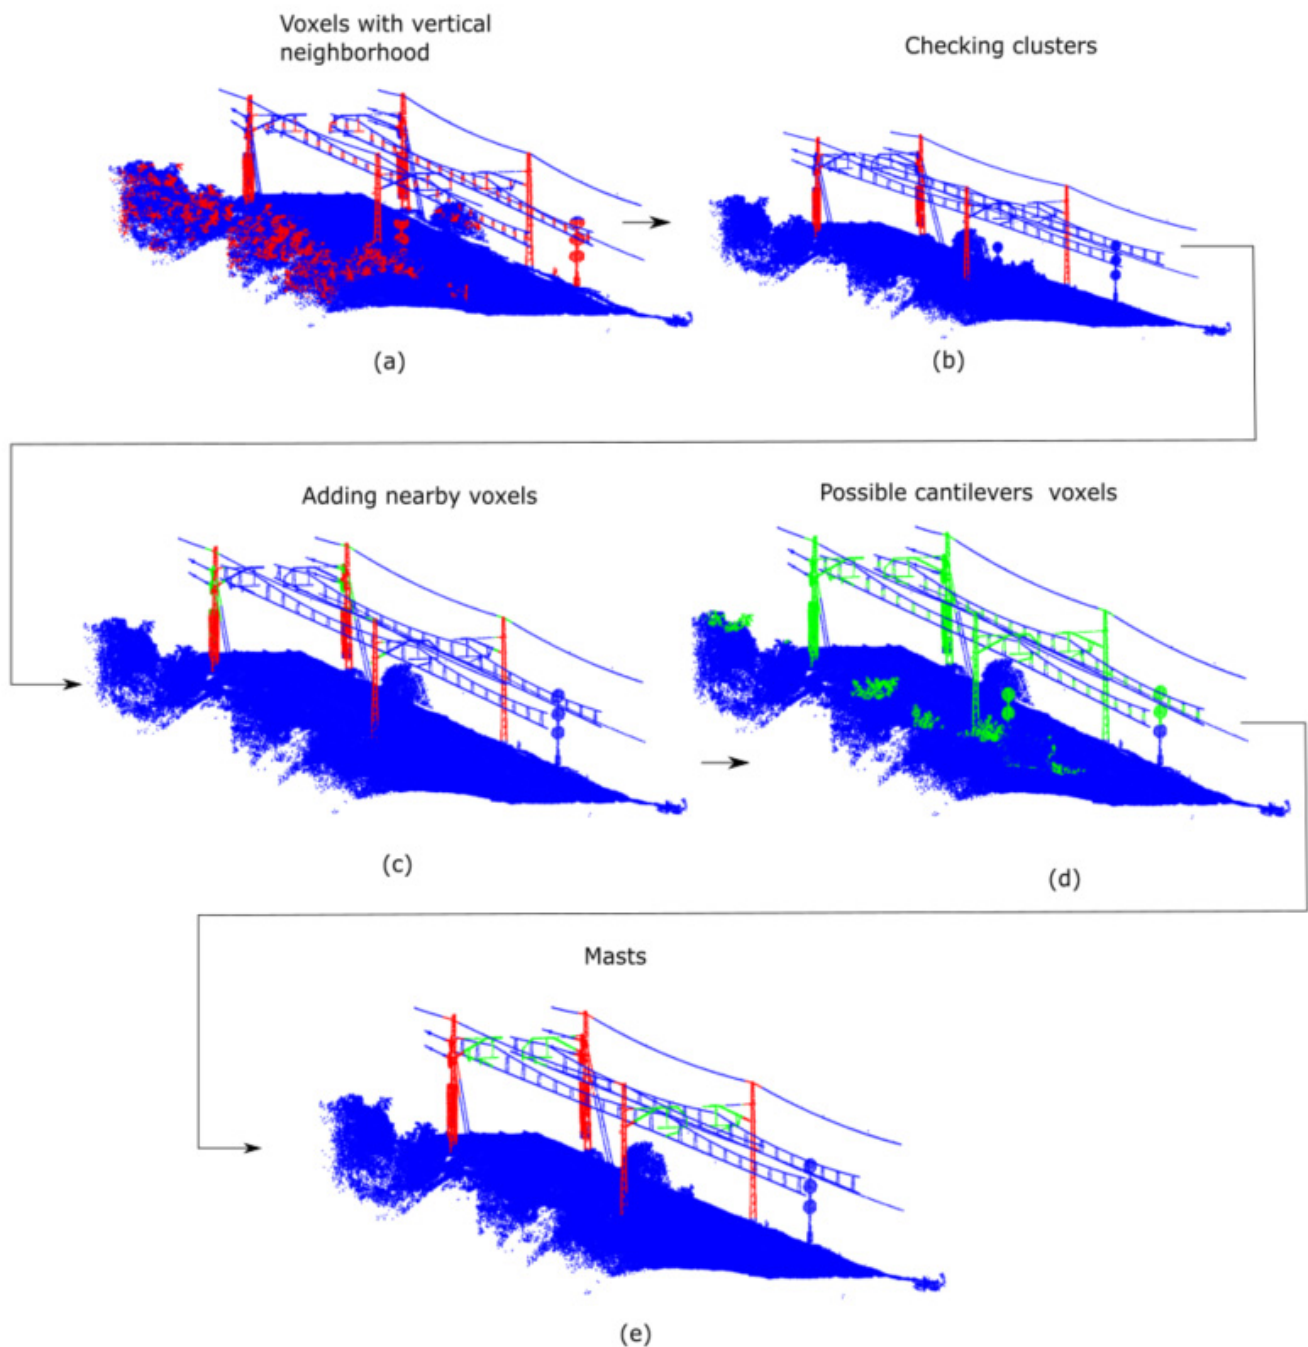 Voxels with vertical
neighborhood
Checking clusters
(a)
(b)
Adding nearby voxels
Possible cantilevers voxels
(c)
(d)
Masts
(e)